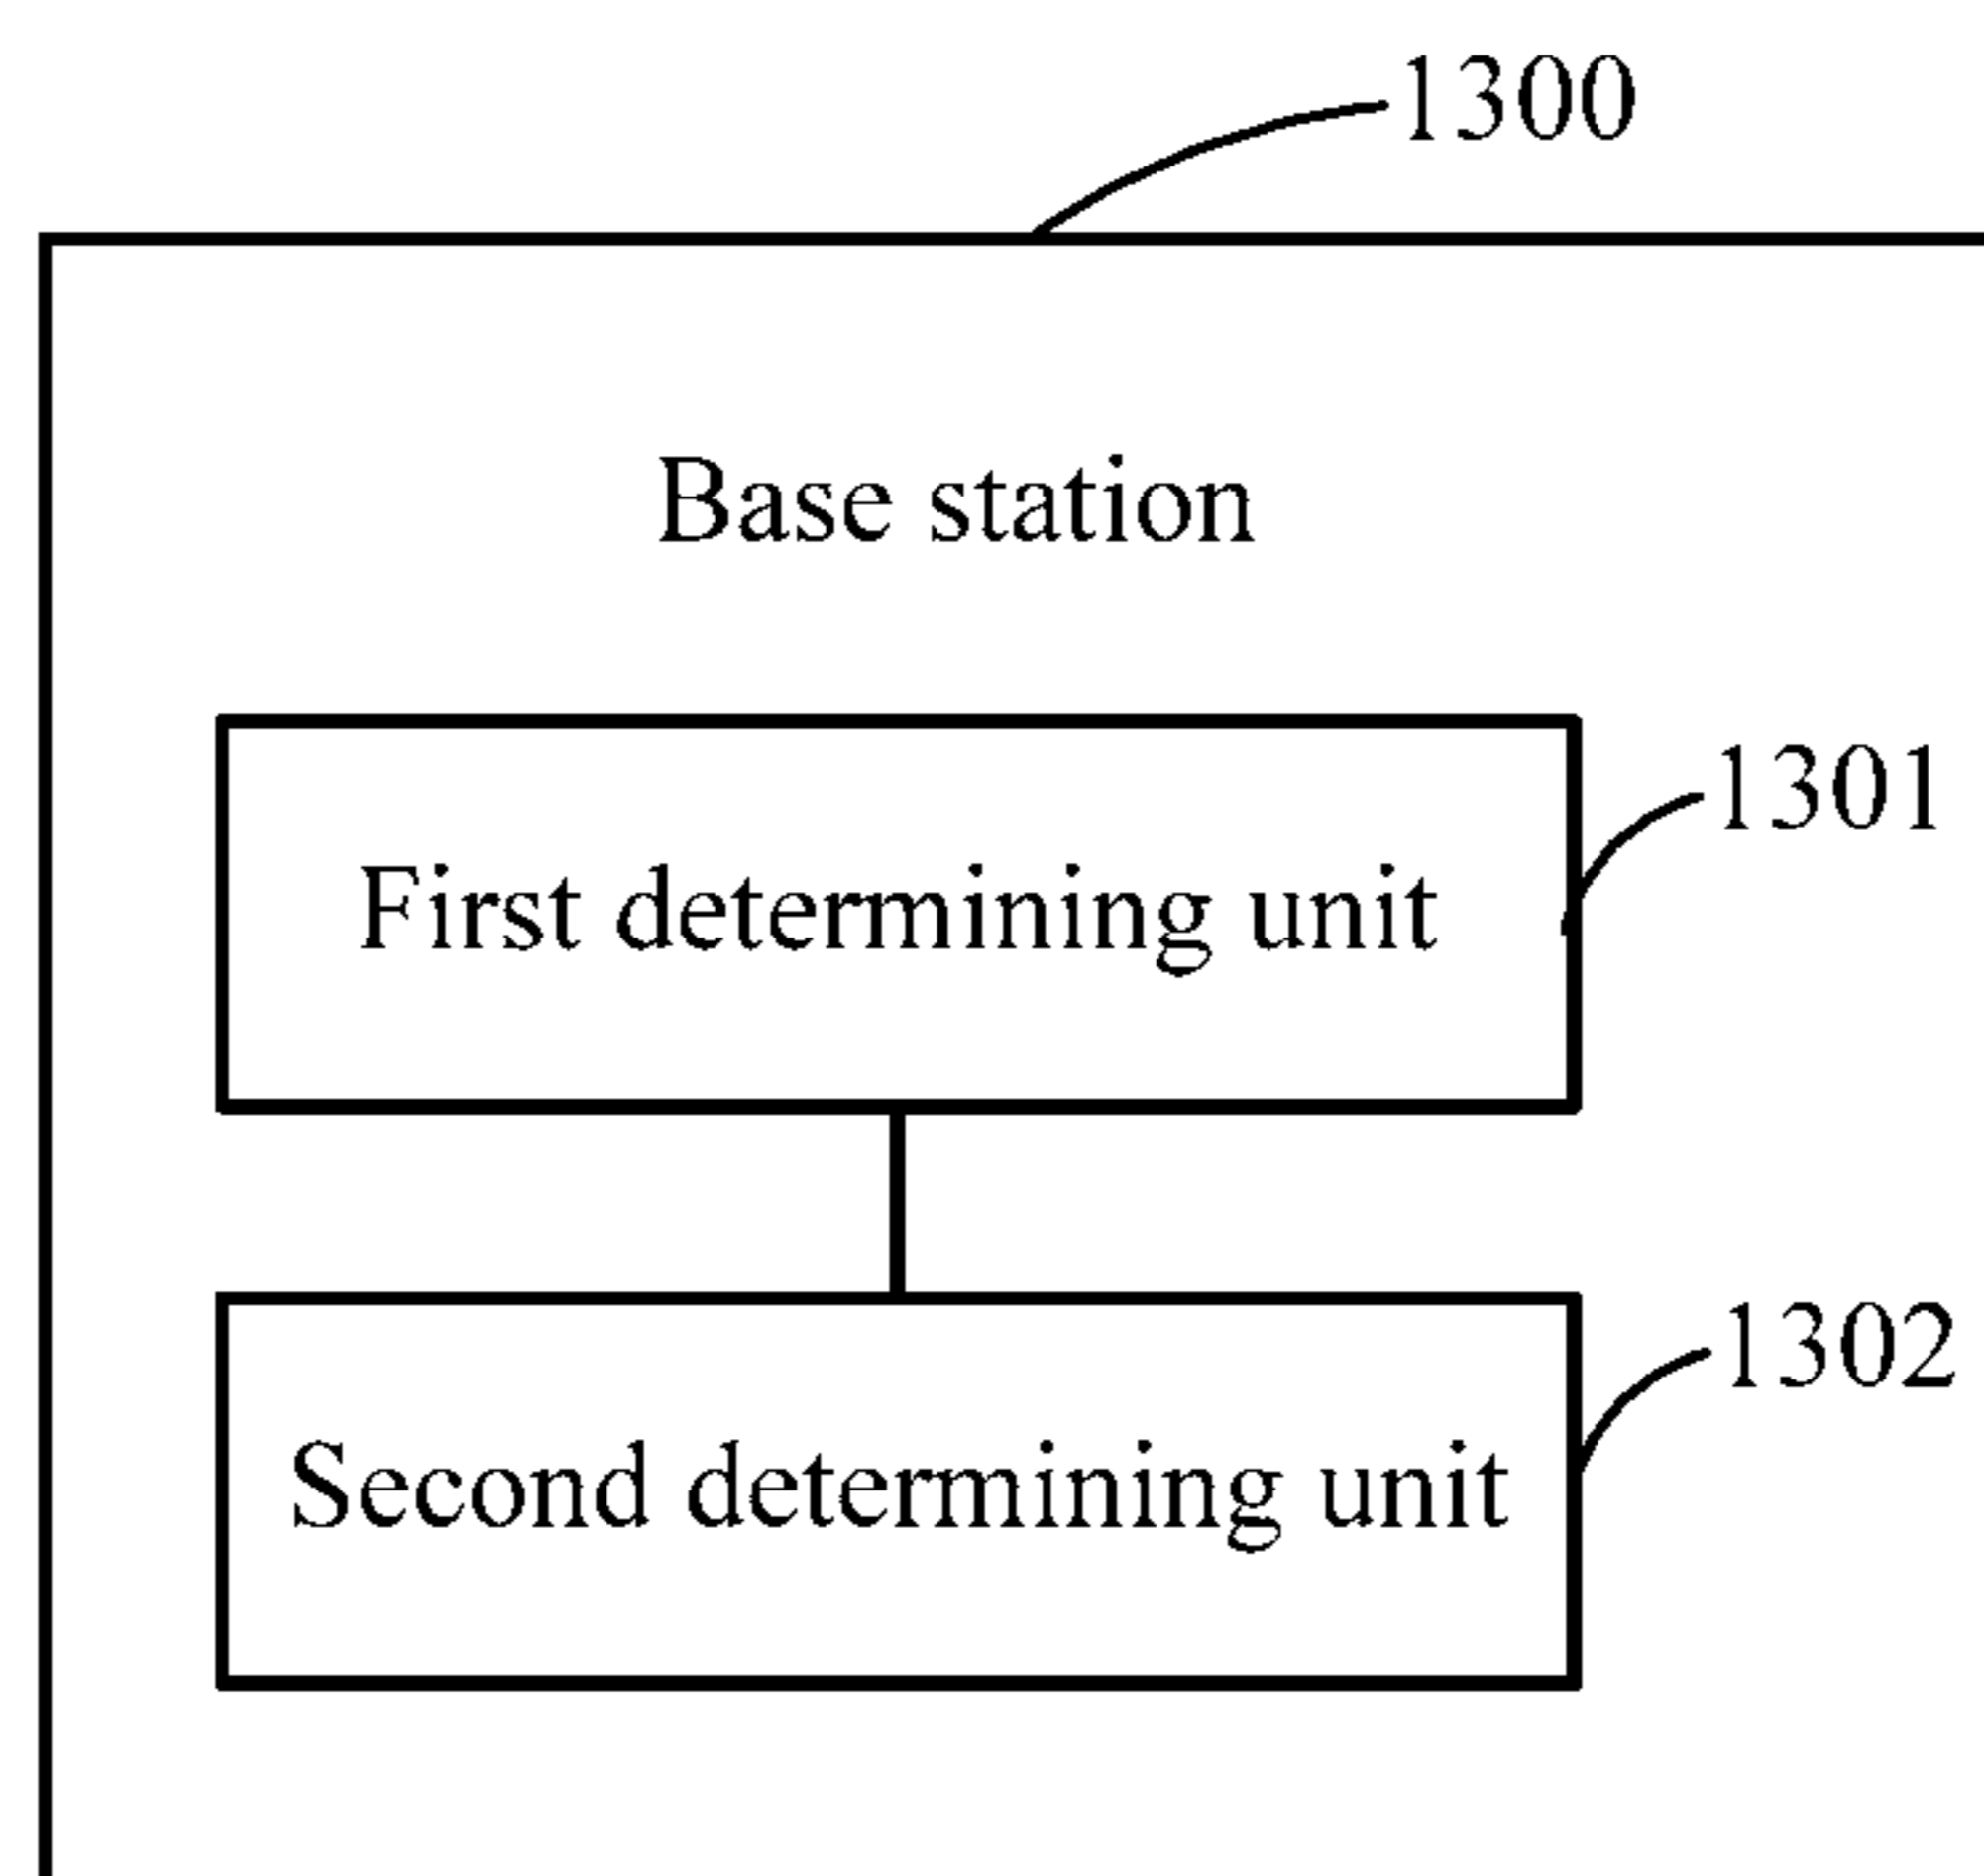 1300
Base station
1301
First determining unit
1302
Second determining unit